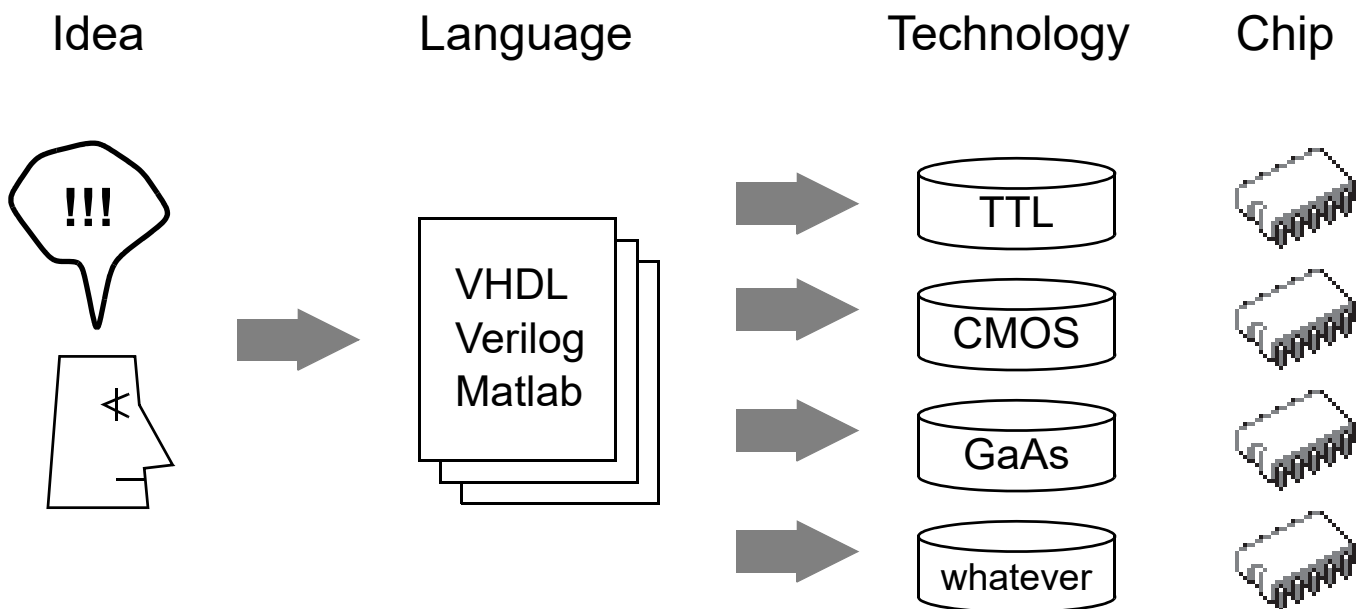 Idea
Language
Technology
Chip
!!!
VHDL
Verilog
Matlab
TTL
CMOS
GaAs
whatever